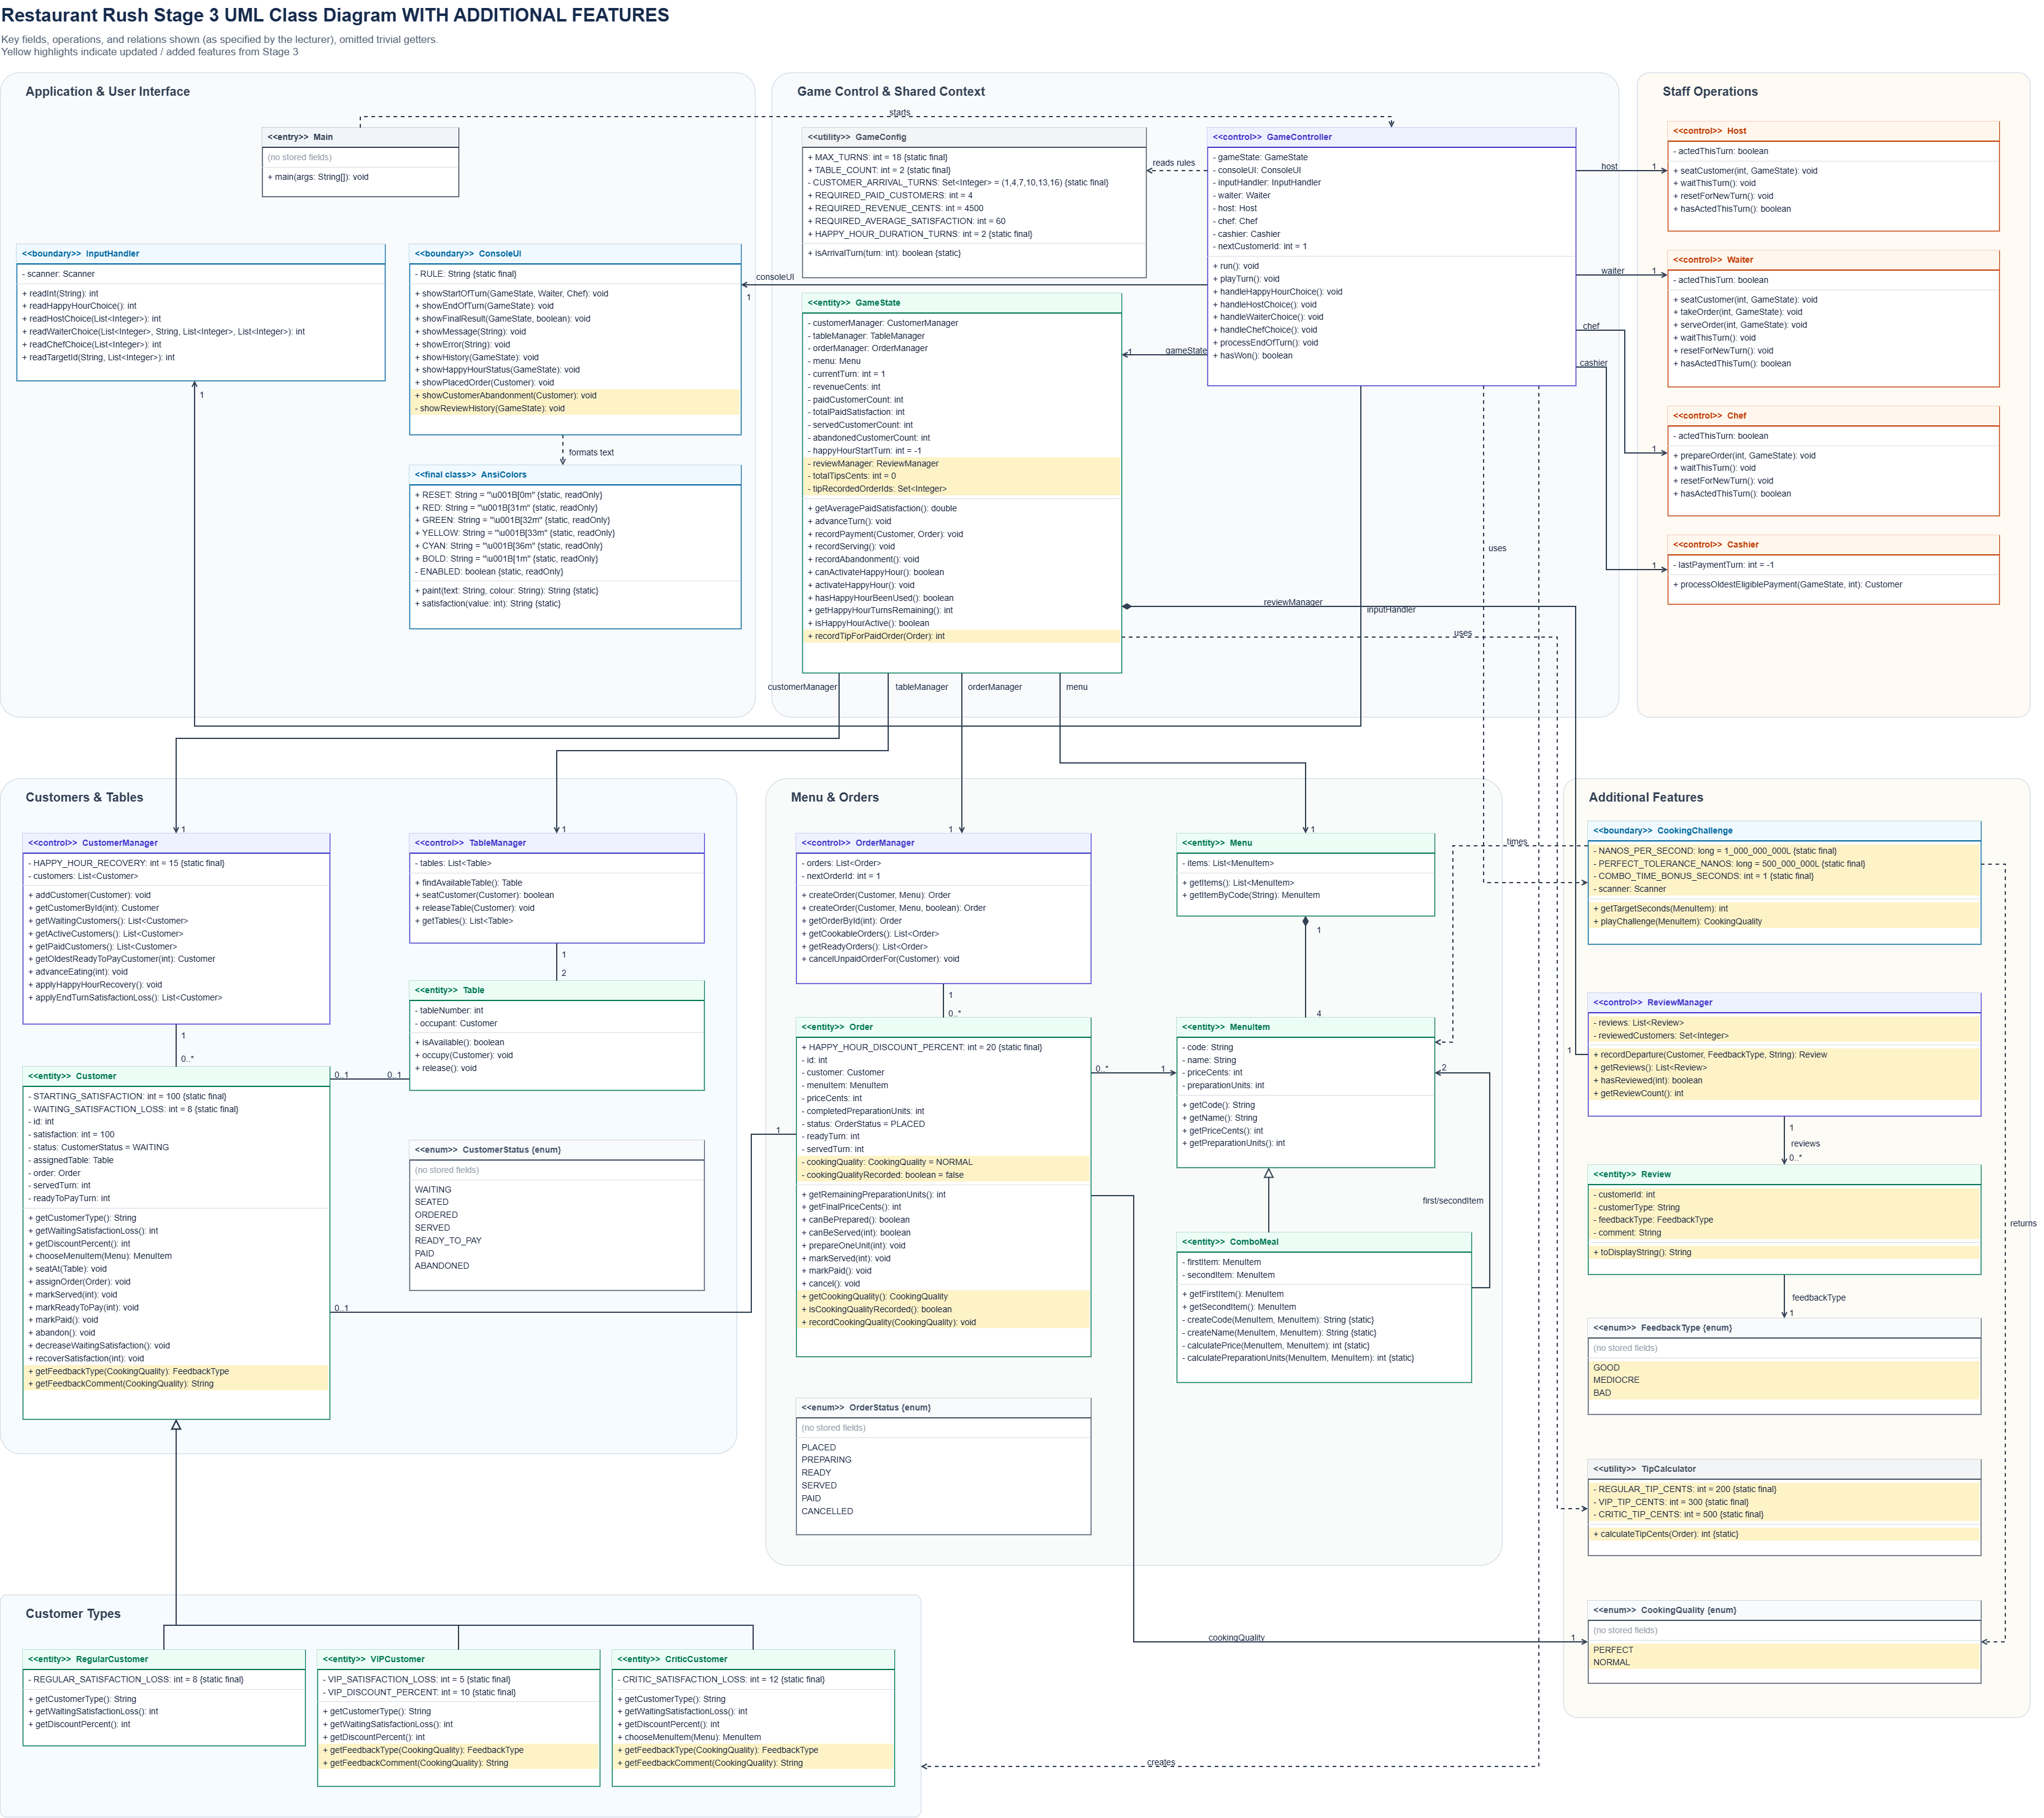 Restaurant Rush Stage 3 UML Class Diagram WITH ADDITIONAL FEATURES
Key fields, operations, and relations shown (as specified by the lecturer), omitted trivial getters.
Yellow highlights indicate updated / added features from Stage 3
Application & User Interface
<<entry>> Main
(no stored fields)
+ main(args: String[]): void
<<boundary>> InputHandler
- scanner: Scanner
+ readInt(String): int
+ readHappyHourChoice(): int
+ readHostChoice(List<Integer>): int
+ readWaiterChoice(List<Integer>, String, List<Integer>, List<Integer>): int
+ readChefChoice(List<Integer>): int
+ readTargetId(String, List<Integer>): int
1
<<boundary>> ConsoleUI
- RULE: String {static final}
+ showStartOfTurn(GameState, Waiter, Chef): void
+ showEndOfTurn(GameState): void
+ showFinalResult(GameState, boolean): void
+ showMessage(String): void
+ showError(String): void
+ showHistory(GameState): void
+ showHappyHourStatus(GameState): void
+ showPlacedOrder(Customer): void
+ showCustomerAbandonment(Customer): void
- showReviewHistory(GameState): void
formats text
<<final class>> AnsiColors
+ RESET: String = "\u001B[0m" {static, readOnly}
+ RED: String = "\u001B[31m" {static, readOnly}
+ GREEN: String = "\u001B[32m" {static, readOnly}
+ YELLOW: String = "\u001B[33m" {static, readOnly}
+ CYAN: String = "\u001B[36m" {static, readOnly}
+ BOLD: String = "\u001B[1m" {static, readOnly}
- ENABLED: boolean {static, readOnly}
+ paint(text: String, colour: String): String {static}
+ satisfaction(value: int): String {static}
Game Control & Shared Context
starts
<<utility>> GameConfig
+ MAX_TURNS: int = 18 {static final}
+ TABLE_COUNT: int = 2 {static final}
- CUSTOMER_ARRIVAL_TURNS: Set<Integer> = (1,4,7,10,13,16) {static final}
+ REQUIRED_PAID_CUSTOMERS: int = 4
+ REQUIRED_REVENUE_CENTS: int = 4500
+ REQUIRED_AVERAGE_SATISFACTION: int = 60
+ HAPPY_HOUR_DURATION_TURNS: int = 2 {static final}
+ isArrivalTurn(turn: int): boolean {static}
reads rules
consoleUI
1
<<entity>> GameState
- customerManager: CustomerManager
- tableManager: TableManager
- orderManager: OrderManager
- menu: Menu
- currentTurn: int = 1
- revenueCents: int
- paidCustomerCount: int
- totalPaidSatisfaction: int
- servedCustomerCount: int
- abandonedCustomerCount: int
- happyHourStartTurn: int = -1
- reviewManager: ReviewManager
- totalTipsCents: int = 0
- tipRecordedOrderIds: Set<Integer>
+ getAveragePaidSatisfaction(): double
+ advanceTurn(): void
+ recordPayment(Customer, Order): void
+ recordServing(): void
+ recordAbandonment(): void
+ canActivateHappyHour(): boolean
+ activateHappyHour(): void
+ hasHappyHourBeenUsed(): boolean
+ getHappyHourTurnsRemaining(): int
+ isHappyHourActive(): boolean
+ recordTipForPaidOrder(Order): int
<<control>> GameController
- gameState: GameState
- consoleUI: ConsoleUI
- inputHandler: InputHandler
- waiter: Waiter
- host: Host
- chef: Chef
- cashier: Cashier
- nextCustomerId: int = 1
+ run(): void
+ playTurn(): void
+ handleHappyHourChoice(): void
+ handleHostChoice(): void
+ handleWaiterChoice(): void
+ handleChefChoice(): void
+ processEndOfTurn(): void
+ hasWon(): boolean
1
gameState
uses
reviewManager
inputHandler
uses
customerManager
tableManager
orderManager
menu
Staff Operations
host
1
<<control>> Host
- actedThisTurn: boolean
+ seatCustomer(int, GameState): void
+ waitThisTurn(): void
+ resetForNewTurn(): void
+ hasActedThisTurn(): boolean
waiter
1
<<control>> Waiter
- actedThisTurn: boolean
+ seatCustomer(int, GameState): void
+ takeOrder(int, GameState): void
+ serveOrder(int, GameState): void
+ waitThisTurn(): void
+ resetForNewTurn(): void
+ hasActedThisTurn(): boolean
chef
1
<<control>> Chef
- actedThisTurn: boolean
+ prepareOrder(int, GameState): void
+ waitThisTurn(): void
+ resetForNewTurn(): void
+ hasActedThisTurn(): boolean
cashier
1
<<control>> Cashier
- lastPaymentTurn: int = -1
+ processOldestEligiblePayment(GameState, int): Customer
Customers & Tables
1
<<control>> CustomerManager
- HAPPY_HOUR_RECOVERY: int = 15 {static final}
- customers: List<Customer>
+ addCustomer(Customer): void
+ getCustomerById(int): Customer
+ getWaitingCustomers(): List<Customer>
+ getActiveCustomers(): List<Customer>
+ getPaidCustomers(): List<Customer>
+ getOldestReadyToPayCustomer(int): Customer
+ advanceEating(int): void
+ applyHappyHourRecovery(): void
+ applyEndTurnSatisfactionLoss(): List<Customer>
1
0..*
<<entity>> Customer
- STARTING_SATISFACTION: int = 100 {static final}
- WAITING_SATISFACTION_LOSS: int = 8 {static final}
- id: int
- satisfaction: int = 100
- status: CustomerStatus = WAITING
- assignedTable: Table
- order: Order
- servedTurn: int
- readyToPayTurn: int
+ getCustomerType(): String
+ getWaitingSatisfactionLoss(): int
+ getDiscountPercent(): int
+ chooseMenuItem(Menu): MenuItem
+ seatAt(Table): void
+ assignOrder(Order): void
+ markServed(int): void
+ markReadyToPay(int): void
+ markPaid(): void
+ abandon(): void
+ decreaseWaitingSatisfaction(): void
+ recoverSatisfaction(int): void
+ getFeedbackType(CookingQuality): FeedbackType
+ getFeedbackComment(CookingQuality): String
1
<<control>> TableManager
- tables: List<Table>
+ findAvailableTable(): Table
+ seatCustomer(Customer): boolean
+ releaseTable(Customer): void
+ getTables(): List<Table>
1
2
<<entity>> Table
- tableNumber: int
- occupant: Customer
+ isAvailable(): boolean
+ occupy(Customer): void
+ release(): void
0..1
0..1
<<enum>> CustomerStatus {enum}
(no stored fields)
WAITING
SEATED
ORDERED
SERVED
READY_TO_PAY
PAID
ABANDONED
0..1
Menu & Orders
1
<<control>> OrderManager
- orders: List<Order>
- nextOrderId: int = 1
+ createOrder(Customer, Menu): Order
+ createOrder(Customer, Menu, boolean): Order
+ getOrderById(int): Order
+ getCookableOrders(): List<Order>
+ getReadyOrders(): List<Order>
+ cancelUnpaidOrderFor(Customer): void
1
0..*
<<entity>> Order
+ HAPPY_HOUR_DISCOUNT_PERCENT: int = 20 {static final}
- id: int
- customer: Customer
- menuItem: MenuItem
- priceCents: int
- completedPreparationUnits: int
- status: OrderStatus = PLACED
- readyTurn: int
- servedTurn: int
- cookingQuality: CookingQuality = NORMAL
- cookingQualityRecorded: boolean = false
+ getRemainingPreparationUnits(): int
+ getFinalPriceCents(): int
+ canBePrepared(): boolean
+ canBeServed(int): boolean
+ prepareOneUnit(int): void
+ markServed(int): void
+ markPaid(): void
+ cancel(): void
+ getCookingQuality(): CookingQuality
+ isCookingQualityRecorded(): boolean
+ recordCookingQuality(CookingQuality): void
1
<<enum>> OrderStatus {enum}
(no stored fields)
PLACED
PREPARING
READY
SERVED
PAID
CANCELLED
1
<<entity>> Menu
- items: List<MenuItem>
+ getItems(): List<MenuItem>
+ getItemByCode(String): MenuItem
1
4
<<entity>> MenuItem
- code: String
- name: String
- priceCents: int
- preparationUnits: int
+ getCode(): String
+ getName(): String
+ getPriceCents(): int
+ getPreparationUnits(): int
0..*
1
2
first/secondItem
<<entity>> ComboMeal
- firstItem: MenuItem
- secondItem: MenuItem
+ getFirstItem(): MenuItem
+ getSecondItem(): MenuItem
- createCode(MenuItem, MenuItem): String {static}
- createName(MenuItem, MenuItem): String {static}
- calculatePrice(MenuItem, MenuItem): int {static}
- calculatePreparationUnits(MenuItem, MenuItem): int {static}
times
Additional Features
<<boundary>> CookingChallenge
- NANOS_PER_SECOND: long = 1_000_000_000L {static final}
- PERFECT_TOLERANCE_NANOS: long = 500_000_000L {static final}
- COMBO_TIME_BONUS_SECONDS: int = 1 {static final}
- scanner: Scanner
+ getTargetSeconds(MenuItem): int
+ playChallenge(MenuItem): CookingQuality
1
<<control>> ReviewManager
- reviews: List<Review>
- reviewedCustomers: Set<Integer>
+ recordDeparture(Customer, FeedbackType, String): Review
+ getReviews(): List<Review>
+ hasReviewed(int): boolean
+ getReviewCount(): int
1
reviews
0..*
<<entity>> Review
- customerId: int
- customerType: String
- feedbackType: FeedbackType
- comment: String
+ toDisplayString(): String
returns
feedbackType
1
<<enum>> FeedbackType {enum}
(no stored fields)
GOOD
MEDIOCRE
BAD
<<utility>> TipCalculator
- REGULAR_TIP_CENTS: int = 200 {static final}
- VIP_TIP_CENTS: int = 300 {static final}
- CRITIC_TIP_CENTS: int = 500 {static final}
+ calculateTipCents(Order): int {static}
<<enum>> CookingQuality {enum}
(no stored fields)
PERFECT
NORMAL
cookingQuality
1
Customer Types
<<entity>> RegularCustomer
- REGULAR_SATISFACTION_LOSS: int = 8 {static final}
+ getCustomerType(): String
+ getWaitingSatisfactionLoss(): int
+ getDiscountPercent(): int
<<entity>> VIPCustomer
- VIP_SATISFACTION_LOSS: int = 5 {static final}
- VIP_DISCOUNT_PERCENT: int = 10 {static final}
+ getCustomerType(): String
+ getWaitingSatisfactionLoss(): int
+ getDiscountPercent(): int
+ getFeedbackType(CookingQuality): FeedbackType
+ getFeedbackComment(CookingQuality): String
<<entity>> CriticCustomer
- CRITIC_SATISFACTION_LOSS: int = 12 {static final}
+ getCustomerType(): String
+ getWaitingSatisfactionLoss(): int
+ getDiscountPercent(): int
+ chooseMenuItem(Menu): MenuItem
+ getFeedbackType(CookingQuality): FeedbackType
+ getFeedbackComment(CookingQuality): String
creates